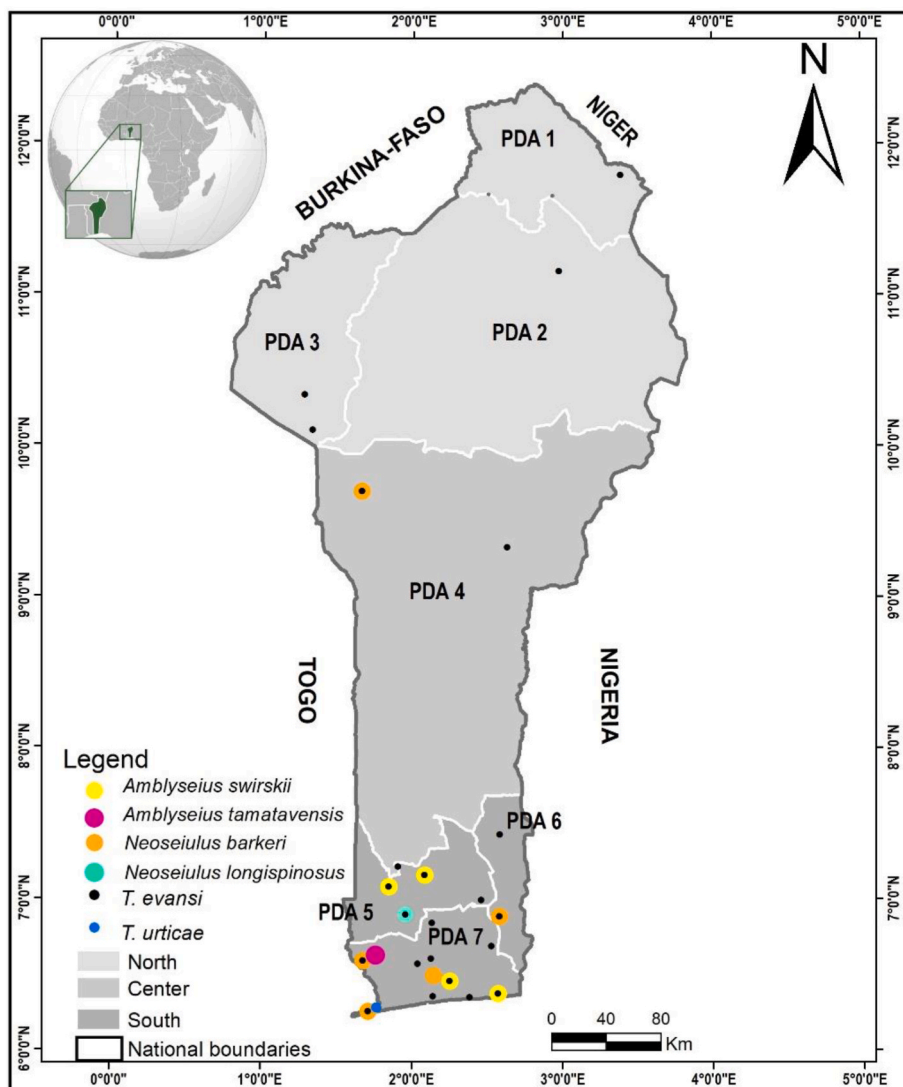 0°0'0" 1°0'0"E 2°0'0"E 3°0'0"E 4°0'0"E 5°0'0"E
N
NIGER
12°0'0"N 12°0'0"N
PDA 1
BURKINA-FASO
11°0'0"N 11°0'0"N
PDA 3 PDA 2
10°0'0"N 10°0'0"N
PDA 4
9°0'0"N 9°0'0"N
TOGO NIGERIA
8°0'0"N 8°0'0"N
Legend
Amblyseius swirskii
Amblyseius tamatavensis
PDA 6
Neoseiulus barkeri
Neoseiulus longispinosus
7°0'0"N 7°0'0"N
T. evansi
PDA 5
T. urticae
PDA 7
North
Center
South
0 40 80
Km
National boundaries
6°0'0"N 6°0'0"N
0°0'0" 1°0'0"E 2°0'0"E 3°0'0"E 4°0'0"E 5°0'0"E